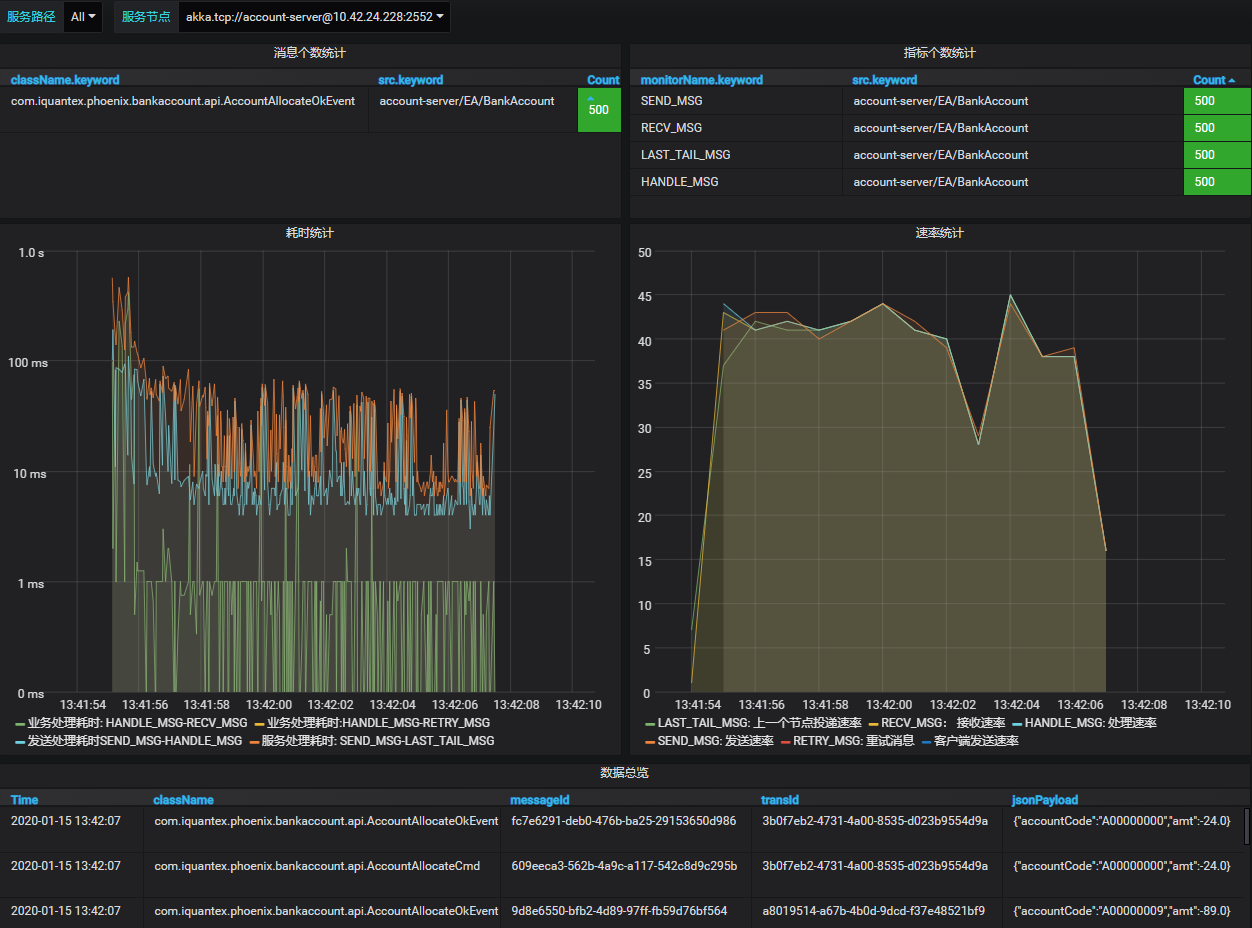 服务路径 All 服务节点 akka.tcp://account-server@10.42.24.228:2552
消息个数统计
className.keyword src.keyword Count
com.iquantex.phoenix.bankaccount.api.AccountAllocateOkEvent account-server/EA/BankAccount 500
指标个数统计
monitorName.keyword src.keyword Count
SEND_MSG account-server/EA/BankAccount 500
RECV_MSG account-server/EA/BankAccount 500
LAST_TAIL_MSG account-server/EA/BankAccount 500
HANDLE_MSG account-server/EA/BankAccount 500
耗时统计
1.0 s
100 ms
10 ms
1 ms
0 ms
13:41:54 13:41:56 13:41:58 13:42:00 13:42:02 13:42:04 13:42:06 13:42:08 13:42:10
业务处理耗时: HANDLE_MSG-RECV_MSG 业务处理耗时:HANDLE_MSG-RETRY_MSG
发送处理耗时SEND_MSG-HANDLE_MSG 服务处理耗时: SEND_MSG-LAST_TAIL_MSG
速率统计
50
45
40
35
30
25
20
15
10
5
0
13:41:54 13:41:56 13:41:58 13:42:00 13:42:02 13:42:04 13:42:06 13:42:08 13:42:10
LAST_TAIL_MSG: 上一个节点投递速率 RECV_MSG： 接收速率 HANDLE_MSG: 处理速率
SEND_MSG: 发送速率 RETRY_MSG: 重试消息 客户端发送速率
数据总览
Time className messageId transId jsonPayload
2020-01-15 13:42:07 com.iquantex.phoenix.bankaccount.api.AccountAllocateOkEvent fc7e6291-deb0-476b-ba25-29153650d986 3b0f7eb2-4731-4a00-8535-d023b9554d9a {"accountCode":"A00000000","amt":-24.0}
2020-01-15 13:42:07 com.iquantex.phoenix.bankaccount.api.AccountAllocateCmd 609eeca3-562b-4a9c-a117-542c8d9c295b 3b0f7eb2-4731-4a00-8535-d023b9554d9a {"accountCode":"A00000000","amt":-24.0}
2020-01-15 13:42:07 com.iquantex.phoenix.bankaccount.api.AccountAllocateOkEvent 9d8e6550-bfb2-4d89-97ff-fb59d76bf564 a8019514-a67b-4b0d-9dcd-f37e48521bf9 {"accountCode":"A00000009","amt":-89.0}